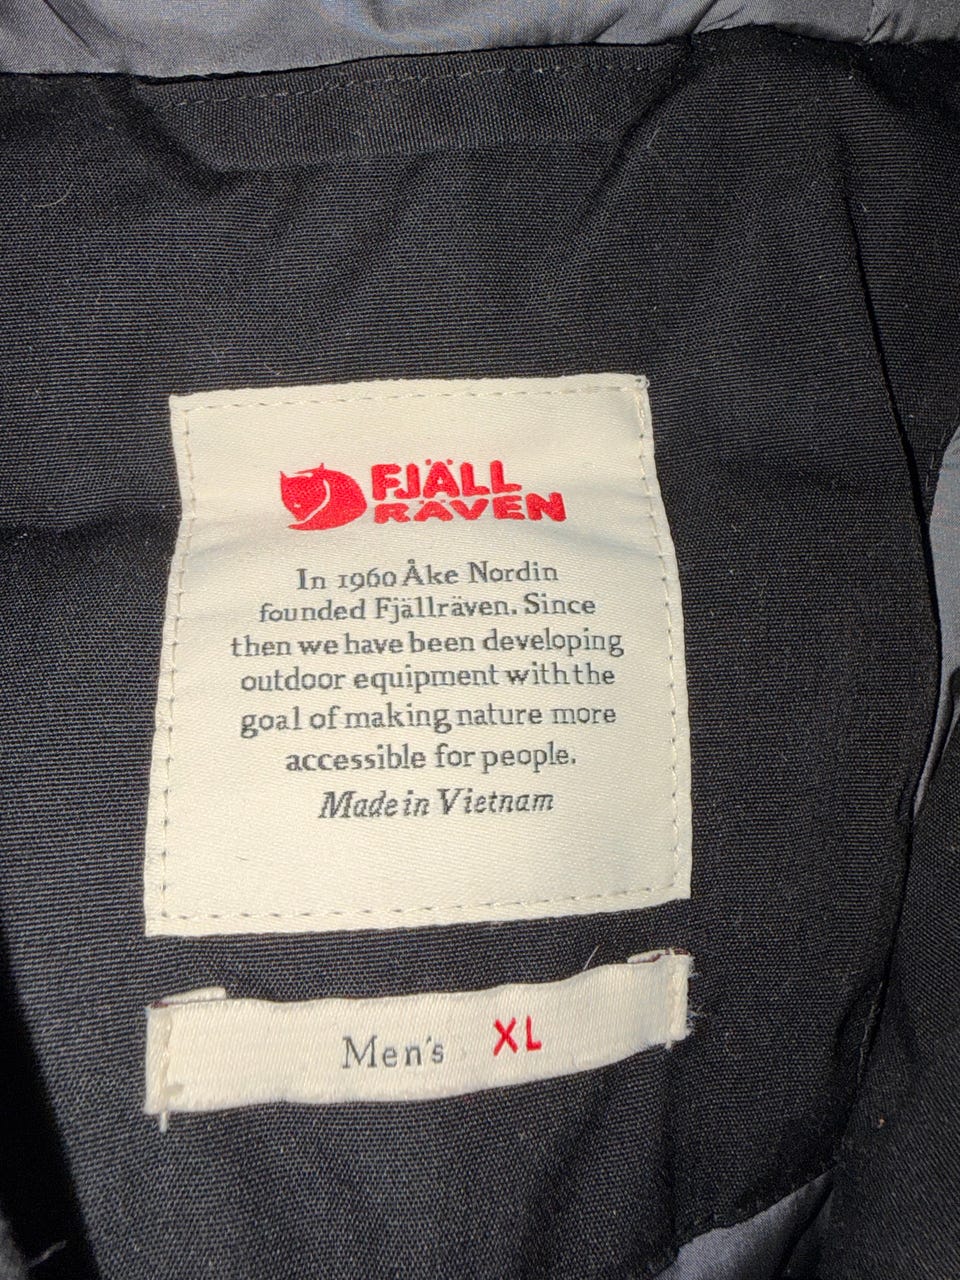 FJÄLL
RÄVEN
In 1960 Åke Nordin
founded Fjällräven. Since
then we have been developing
outdoor equipment with the
goal of making nature more
accessible for people.
Made in Vietnam
Men's XL